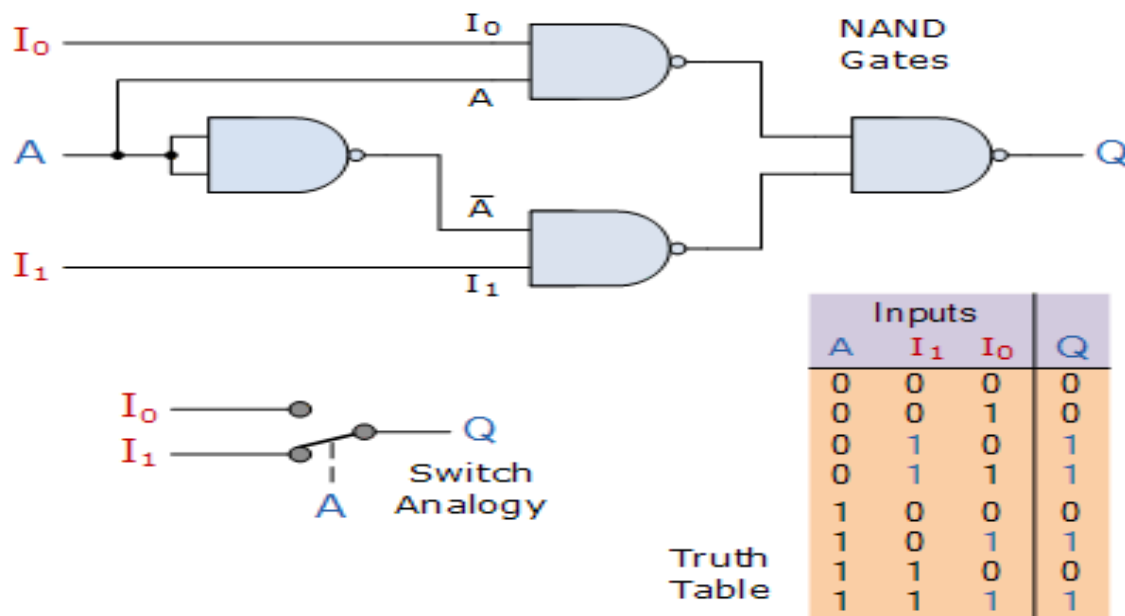 I₀ I₀ NAND
Gates
A
A Q
A̅
I₁ I₁
Inputs
A I₁ I₀ Q
0 0 0 0
0 0 1 0
0 1 0 1
0 1 1 1
1 0 0 0
1 0 1 1
1 1 0 0
1 1 1 1
I₀
I₁ Q
Switch
A Analogy
Truth
Table